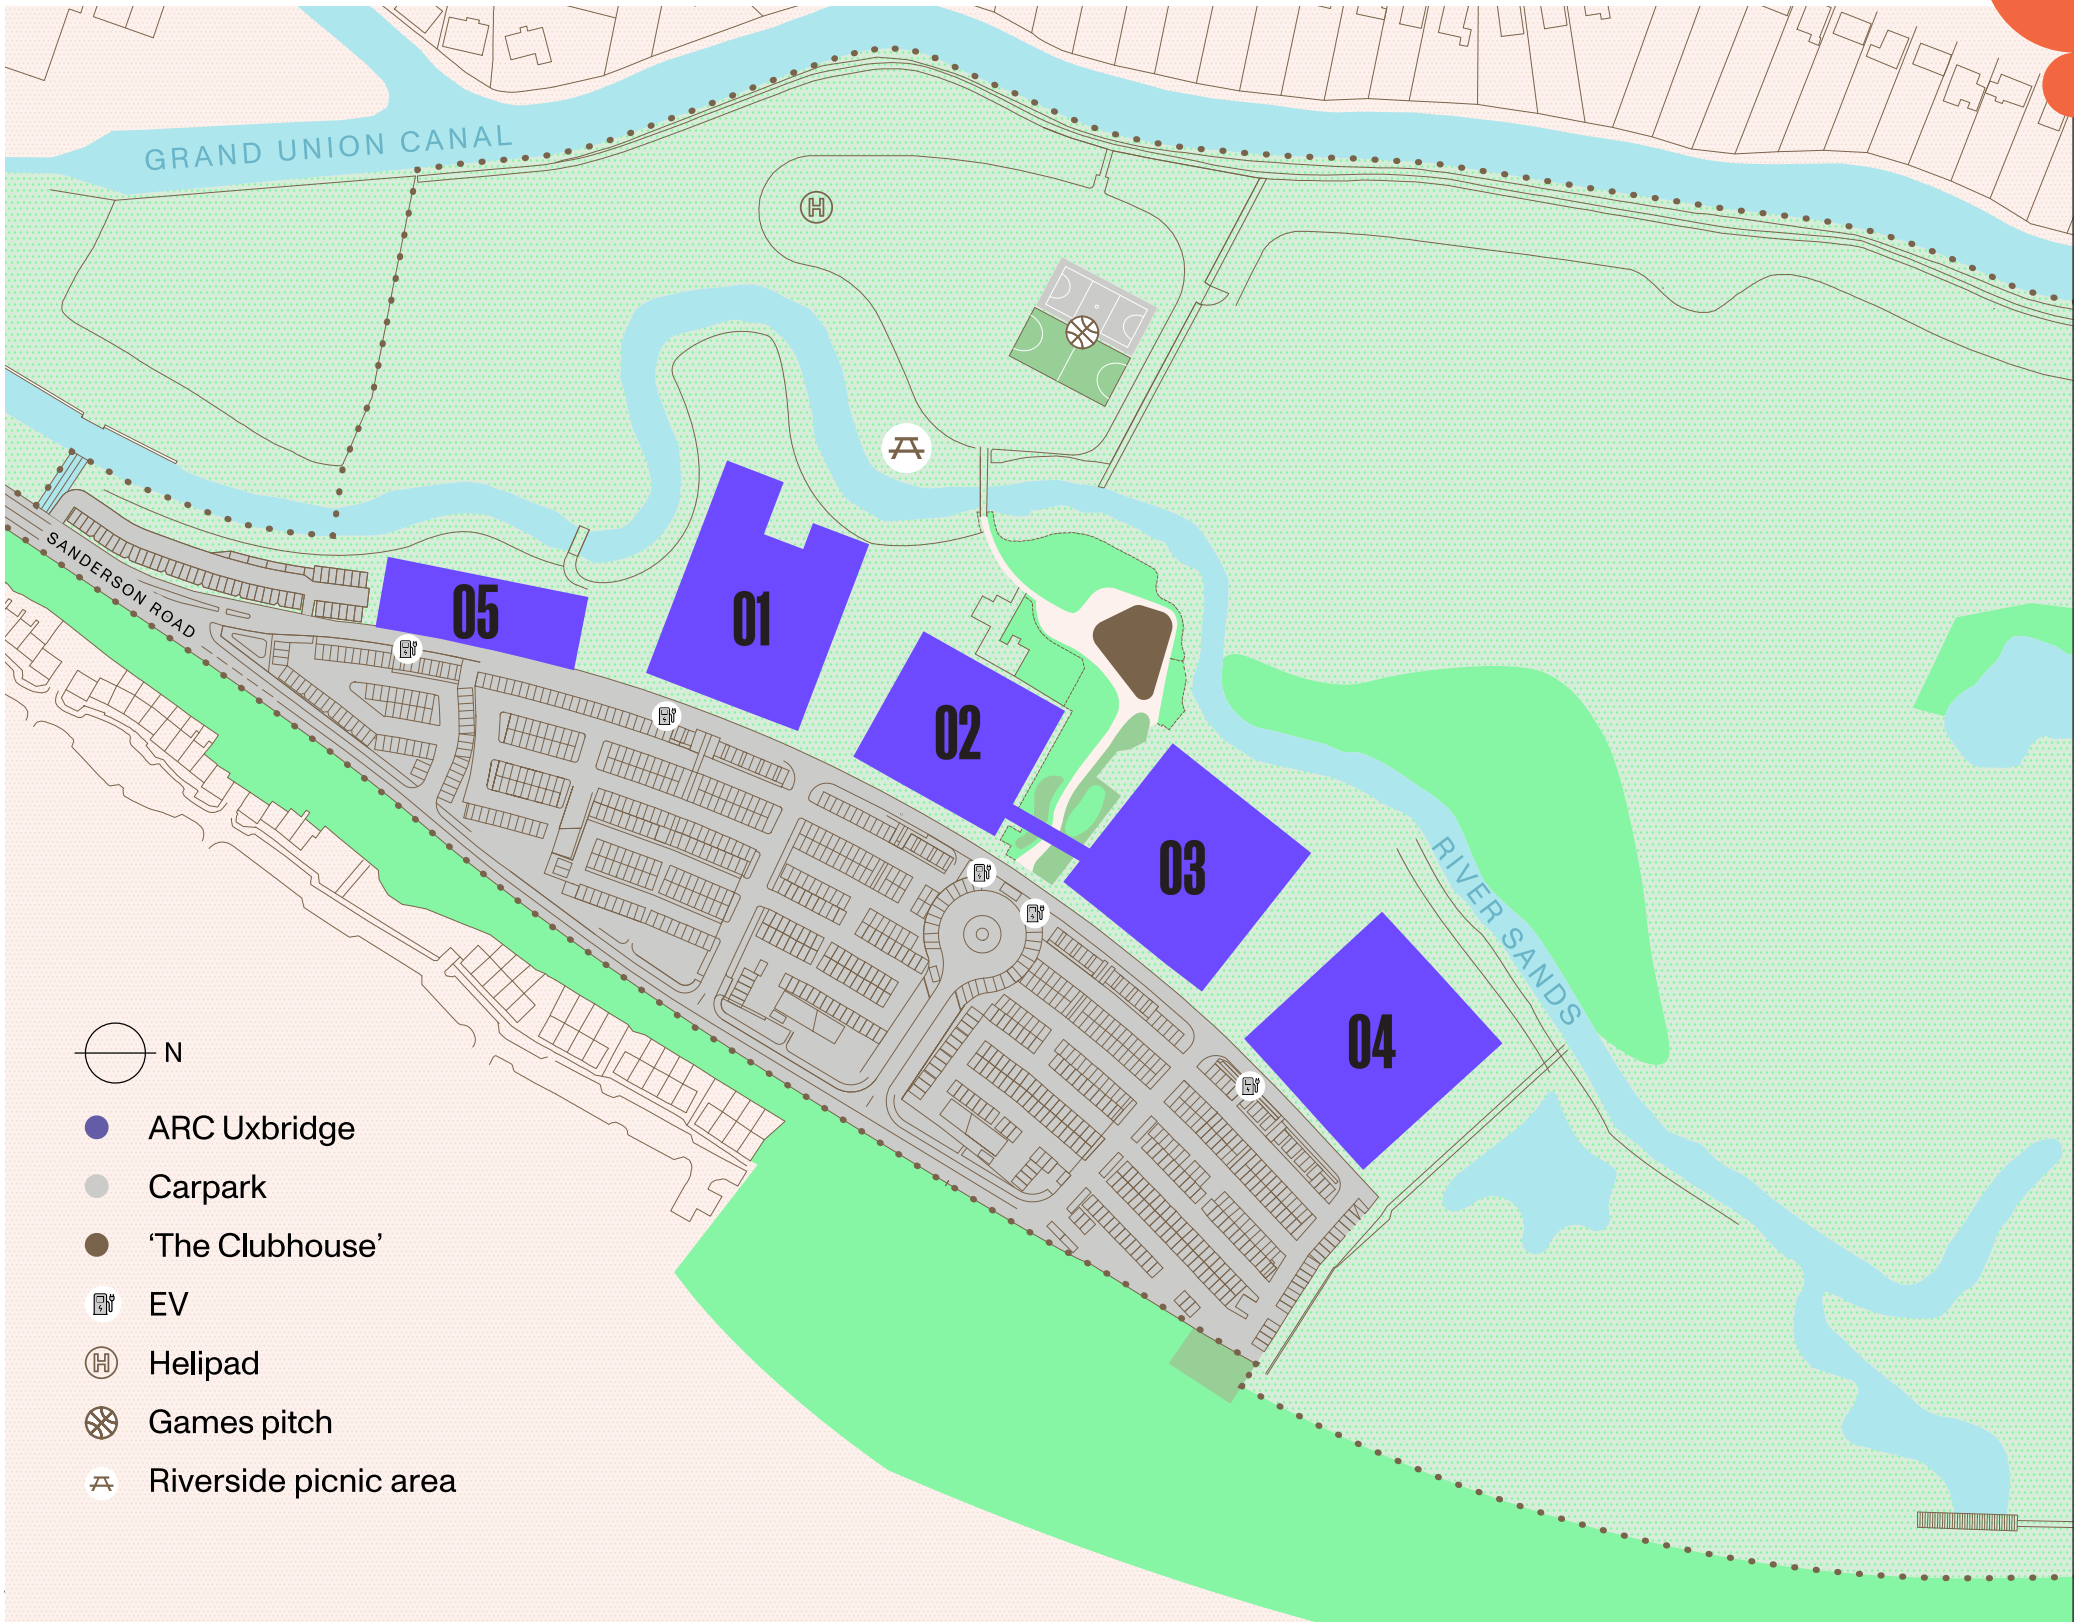 GRAND UNION CANAL
H
SANDERSON ROAD
05
01
02
03
04
RIVER SANDS
N
ARC Uxbridge
Carpark
‘The Clubhouse’
EV
H
Helipad
Games pitch
Riverside picnic area